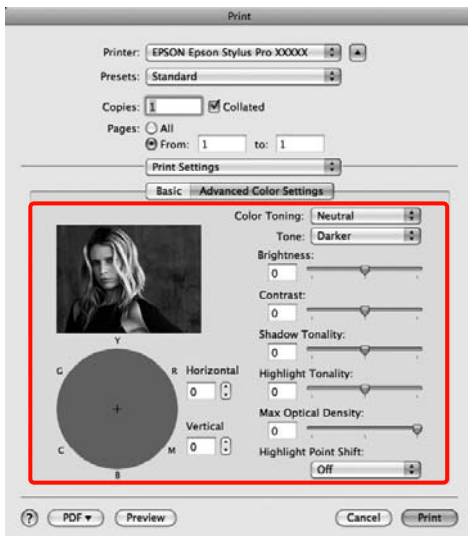 Print
Printer: EPSON Epson Stylus Pro XXXXX
Presets: Standard
Copies: 1 Collated
Pages: All
From: 1 to: 1
Print Settings
Basic Advanced Color Settings
Color Toning: Neutral
Tone: Darker
Brightness:
0
Contrast:
0
Shadow Tonality:
0
Highlight Tonality:
0
Max Optical Density:
0
Highlight Point Shift:
Off
Y
G R
C M
B
Horizontal
0
Vertical
0
? PDF Preview Cancel Print